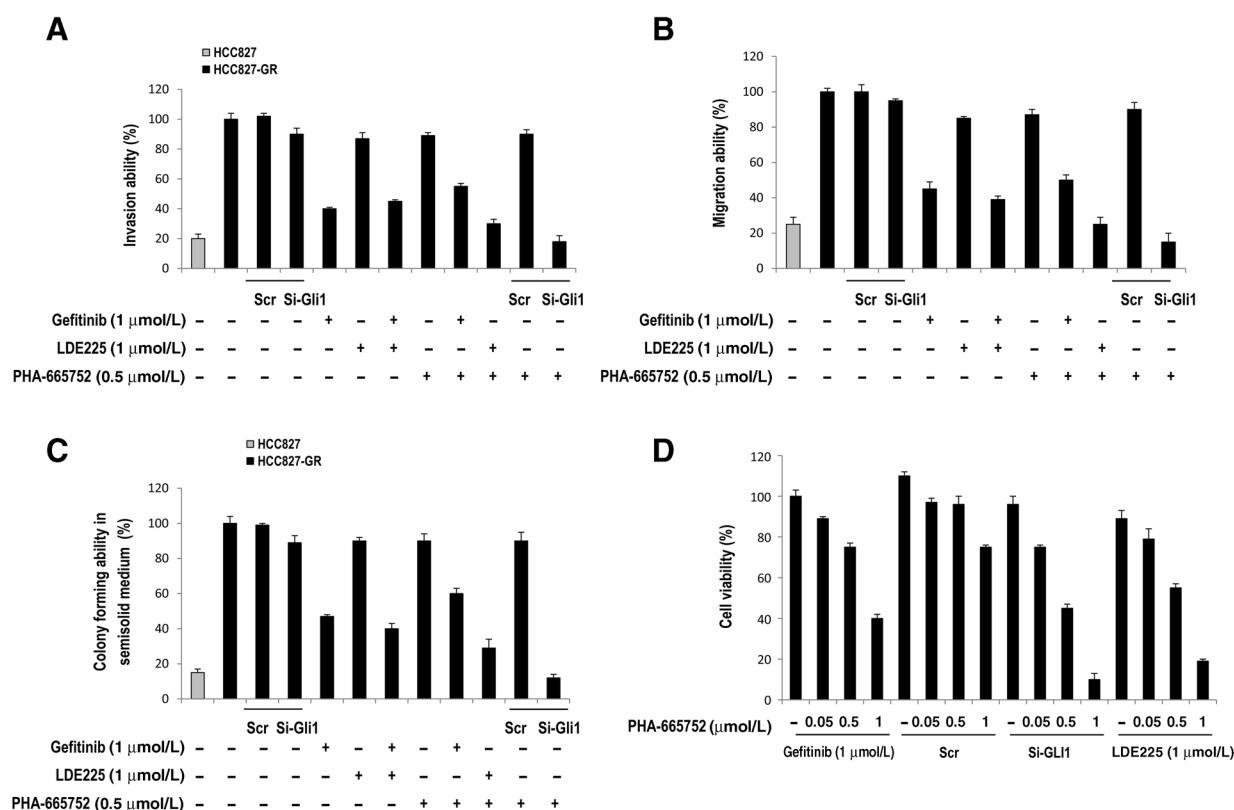 A
HCC827
HCC827-GR
Invasion ability (%)
120
100
80
60
40
20
0
Scr Si-Gli1 Scr Si-Gli1
Gefitinib (1 μmol/L) – – – – + – + – + – – –
LDE225 (1 μmol/L) – – – – – + + – – + – –
PHA-665752 (0.5 μmol/L) – – – – – – – + + + + +
B
Migration ability (%)
120
100
80
60
40
20
0
Scr Si-Gli1 Scr Si-Gli1
Gefitinib (1 μmol/L) – – – – + – + – + – – –
LDE225 (1 μmol/L) – – – – – + + – – + – –
PHA-665752 (0.5 μmol/L) – – – – – – – + + + + +
C
HCC827
HCC827-GR
Colony forming ability in
semisolid medium (%)
120
100
80
60
40
20
0
Scr Si-Gli1 Scr Si-Gli1
Gefitinib (1 μmol/L) – – – – + – + – + – – –
LDE225 (1 μmol/L) – – – – – + + – – + – –
PHA-665752 (0.5 μmol/L) – – – – – – – + + + + +
D
Cell viability (%)
120
100
80
60
40
20
0
PHA-665752 (μmol/L) – 0.05 0.5 1 – 0.05 0.5 1 – 0.05 0.5 1 – 0.05 0.5 1
Gefitinib (1 μmol/L) Scr Si-GLI1 LDE225 (1 μmol/L)